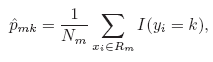 $$\hat{p}_{mk} = \frac{1}{N_m} \sum_{x_i \in R_m} I(y_i = k),$$